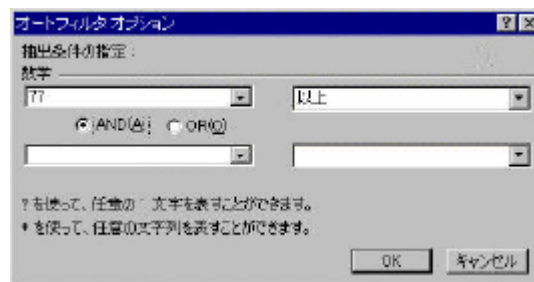 オートフィルタ オプション
抽出条件の指定:
数学
77 以上
AND(A) OR(O)
? を使って、任意の 1 文字を表すことができます。
* を使って、任意の文字列を表すことができます。
OK キャンセル